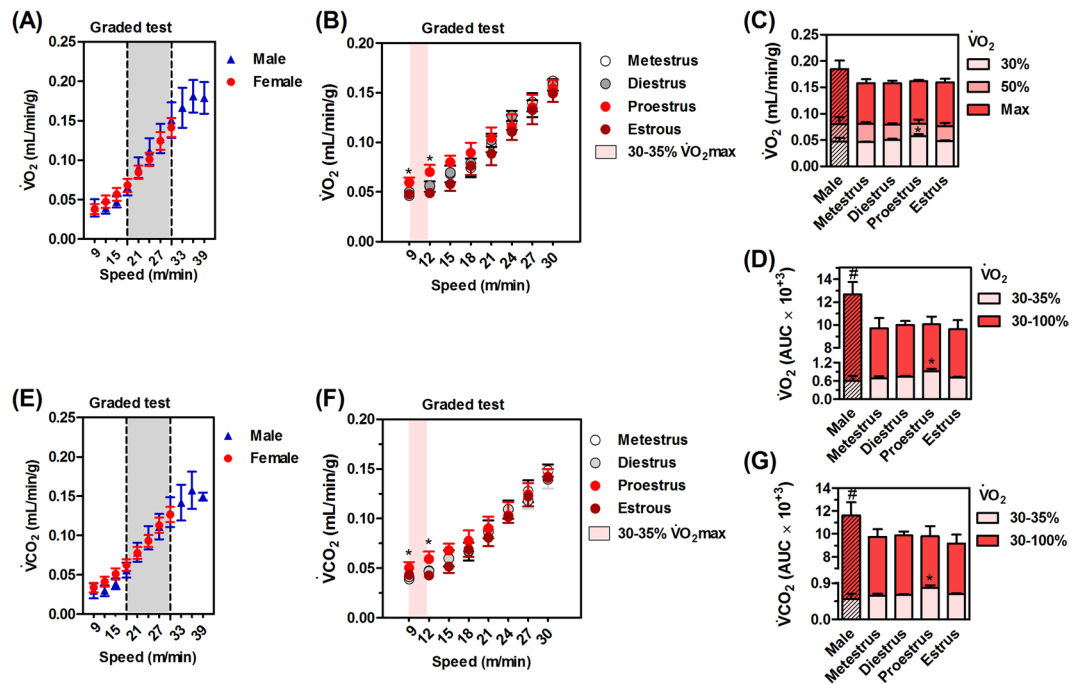 (A)
Graded test
V̇O₂ (mL/min/g)
0.25
0.20
0.15
0.10
0.05
0.00
9 15 21 27 33 39
Speed (m/min)
Male
Female
(B)
Graded test
V̇O₂ (mL/min/g)
0.20
0.15
0.10
0.05
0.00
* *
9 12 15 18 21 24 27 30
Speed (m/min)
Metestrus
Diestrus
Proestrus
Estrous
30-35% V̇O₂max
(C)
V̇O₂ (mL/min/g)
0.25
0.20
0.15
0.10
0.05
0.00
*
Male Metestrus Diestrus Proestrus Estrus
V̇O₂
30%
50%
Max
(D)
V̇O₂ (AUC × 10⁺³)
14
12
10
8
1.2
0.6
0.0
#
*
Male Metestrus Diestrus Proestrus Estrus
V̇O₂
30-35%
30-100%
(E)
Graded test
V̇CO₂ (mL/min/g)
0.25
0.20
0.15
0.10
0.05
0.00
9 15 21 27 33 39
Speed (m/min)
Male
Female
(F)
Graded test
V̇CO₂ (mL/min/g)
0.20
0.15
0.10
0.05
0.00
* *
9 12 15 18 21 24 27 30
Speed (m/min)
Metestrus
Diestrus
Proestrus
Estrous
30-35% V̇O₂max
(G)
V̇CO₂ (AUC × 10⁺³)
14
12
10
8
0.9
0.0
#
*
Male Metestrus Diestrus Proestrus Estrus
V̇O₂
30-35%
30-100%